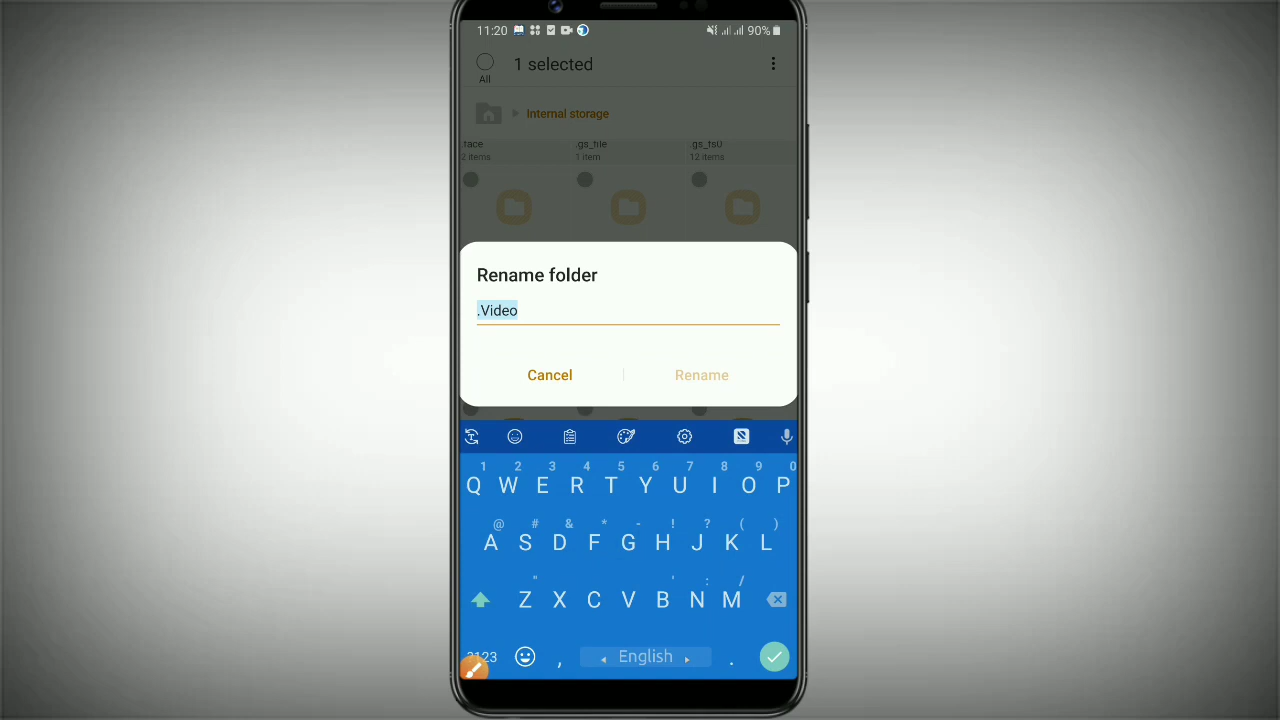 11:20 90%
1 selected
All
Internal storage
face .gs_file .gs_fs0
2 items 1 item 12 items
Rename folder
.Video
Cancel Rename
1 2 3 4 5 6 7 8 9 0
Q W E R T Y U I O P
@ # & * - ! ? ( )
A S D F G H J K L
" ' : /
Z X C V B N M
, English .